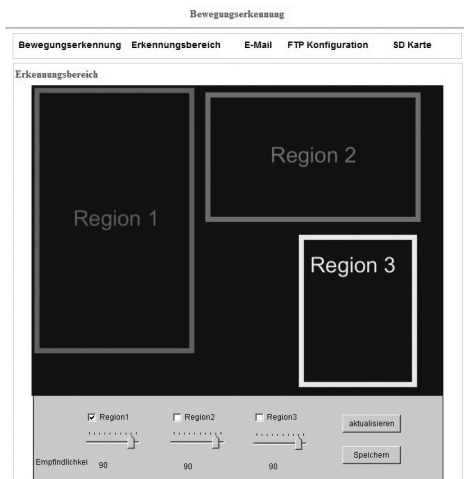 Bewegungserkennung
Bewegungserkennung Erkennungsbereich E-Mail FTP Konfiguration SD Karte
Erkennungsbereich
Region 1
Region 2
Region 3
Region1 Region2 Region3
aktualisieren
Empfindlichkei 90 90 90
Speichern